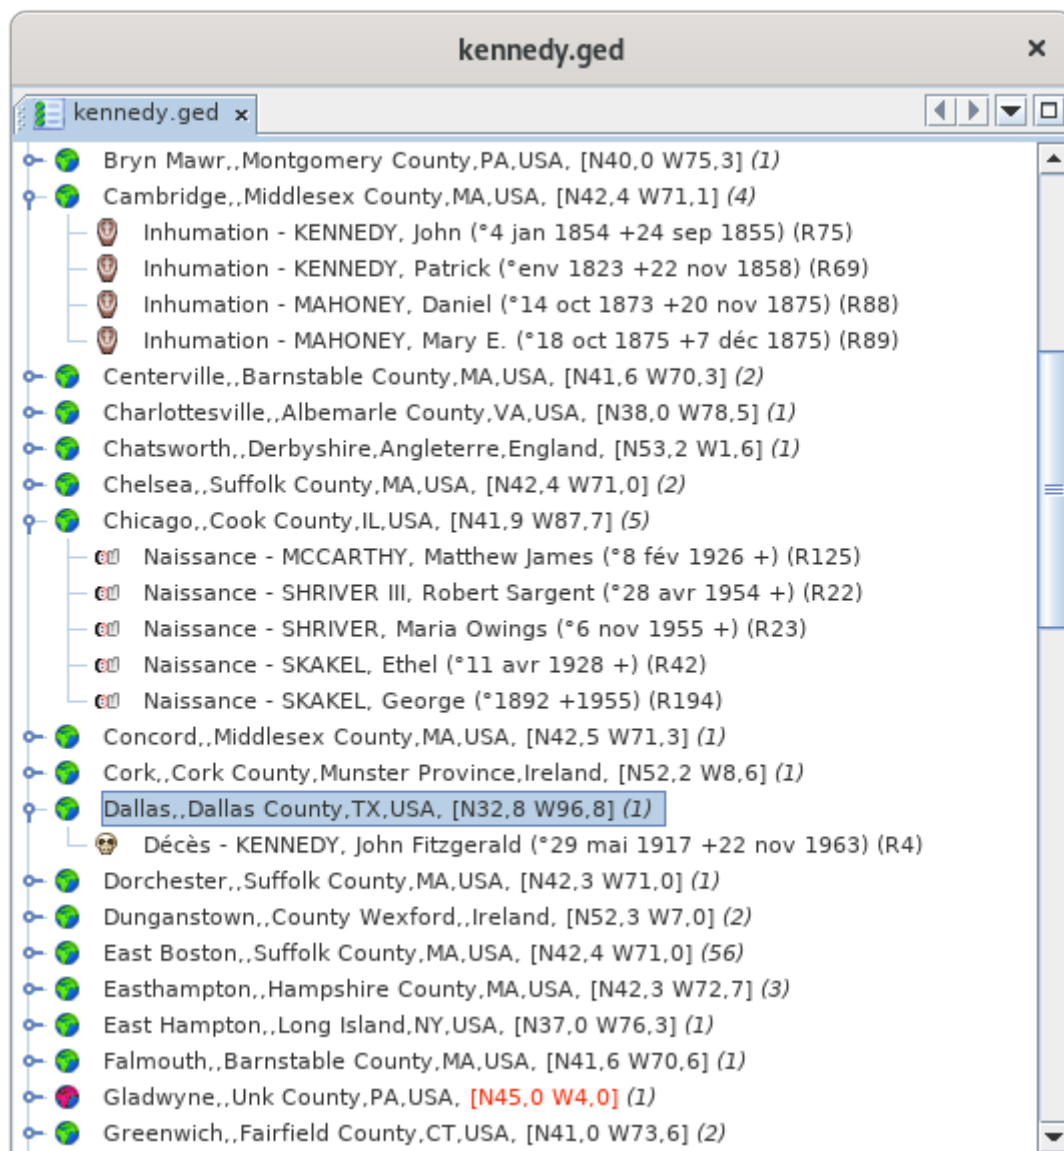 kennedy.ged
kennedy.ged
Bryn Mawr,,Montgomery County,PA,USA, [N40,0 W75,3] (1)
Cambridge,,Middlesex County,MA,USA, [N42,4 W71,1] (4)
Inhumation - KENNEDY, John (°4 jan 1854 +24 sep 1855) (R75)
Inhumation - KENNEDY, Patrick (°env 1823 +22 nov 1858) (R69)
Inhumation - MAHONEY, Daniel (°14 oct 1873 +20 nov 1875) (R88)
Inhumation - MAHONEY, Mary E. (°18 oct 1875 +7 déc 1875) (R89)
Centerville,,Barnstable County,MA,USA, [N41,6 W70,3] (2)
Charlottesville,,Albemarle County,VA,USA, [N38,0 W78,5] (1)
Chatsworth,,Derbyshire,Angleterre,England, [N53,2 W1,6] (1)
Chelsea,,Suffolk County,MA,USA, [N42,4 W71,0] (2)
Chicago,,Cook County,IL,USA, [N41,9 W87,7] (5)
Naissance - MCCARTHY, Matthew James (°8 fév 1926 +) (R125)
Naissance - SHRIVER III, Robert Sargent (°28 avr 1954 +) (R22)
Naissance - SHRIVER, Maria Owings (°6 nov 1955 +) (R23)
Naissance - SKAKEL, Ethel (°11 avr 1928 +) (R42)
Naissance - SKAKEL, George (°1892 +1955) (R194)
Concord,,Middlesex County,MA,USA, [N42,5 W71,3] (1)
Cork,,Cork County,Munster Province,Ireland, [N52,2 W8,6] (1)
Dallas,,Dallas County,TX,USA, [N32,8 W96,8] (1)
Décès - KENNEDY, John Fitzgerald (°29 mai 1917 +22 nov 1963) (R4)
Dorchester,,Suffolk County,MA,USA, [N42,3 W71,0] (1)
Dunganstown,,County Wexford,,Ireland, [N52,3 W7,0] (2)
East Boston,,Suffolk County,MA,USA, [N42,4 W71,0] (56)
Easthampton,,Hampshire County,MA,USA, [N42,3 W72,7] (3)
East Hampton,,Long Island,NY,USA, [N37,0 W76,3] (1)
Falmouth,,Barnstable County,MA,USA, [N41,6 W70,6] (1)
Gladwyne,,Unk County,PA,USA, [N45,0 W4,0] (1)
Greenwich,,Fairfield County,CT,USA, [N41,0 W73,6] (2)